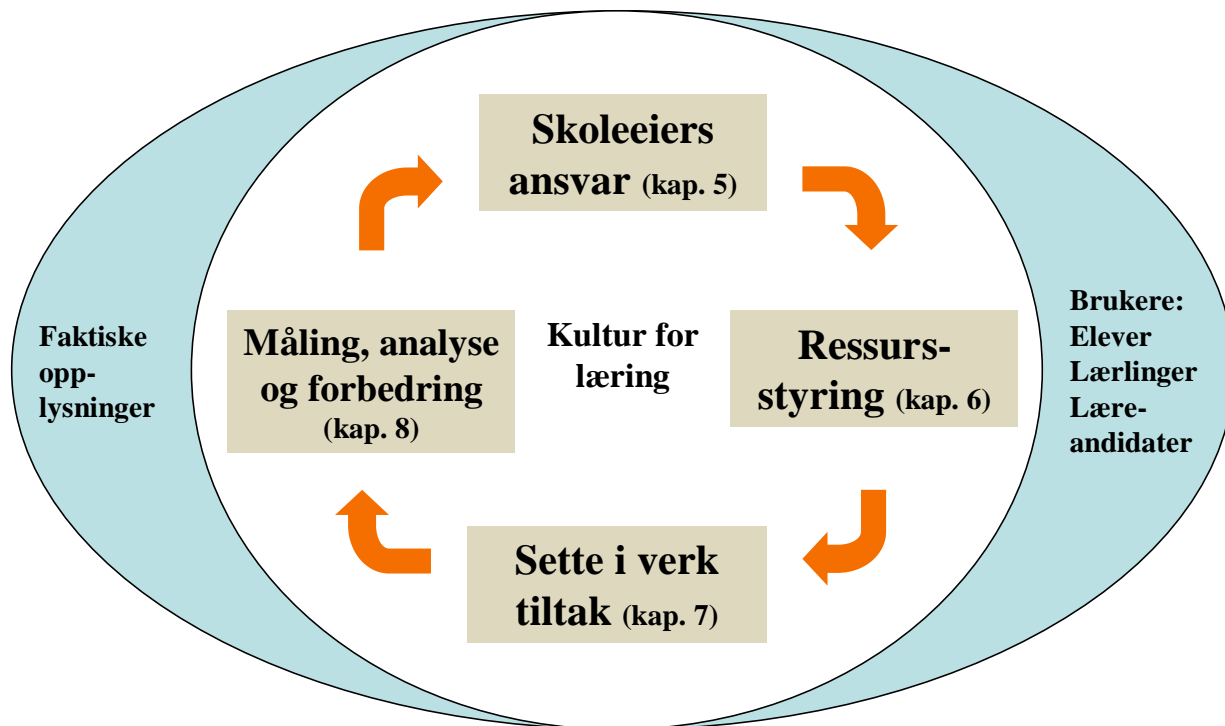 Skoleeiers
ansvar (kap. 5)
Faktiske
opp-
lysninger
Måling, analyse
og forbedring
(kap. 8)
Kultur for
læring
Ressurs-
styring (kap. 6)
Brukere:
Elever
Lærlinger
Lære-
andidater
Sette i verk
tiltak (kap. 7)